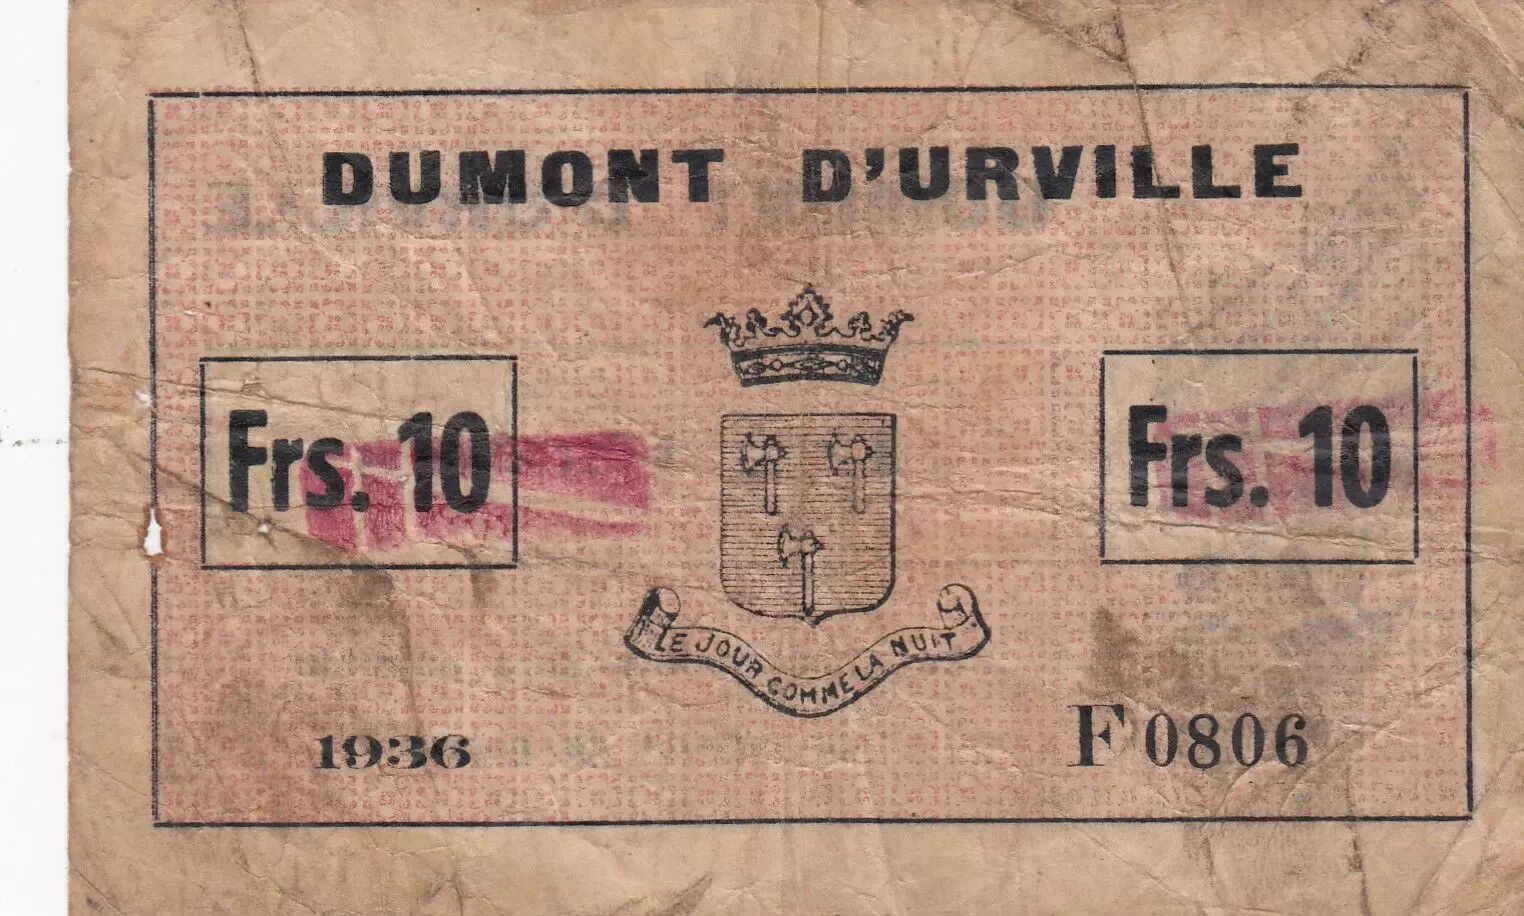 DUMONT D'URVILLE
Frs. 10
Frs. 10
LE JOUR COMME LA NUIT
1936
F 0806